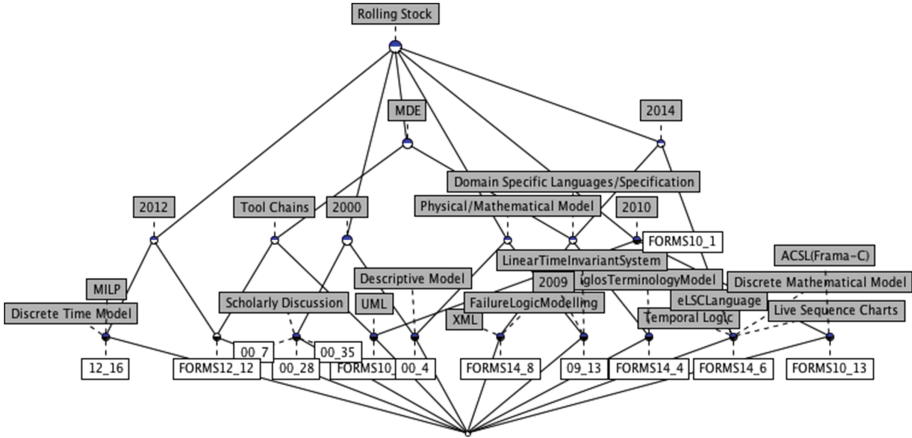 Rolling Stock
MDE
2014
Domain Specific Languages/Specification
2012
Tool Chains
2000
Physical/Mathematical Model
2010
FORMS10_1
ACSL(Frama-C)
LinearTimeInvariantSystem
MILP
Descriptive Model
2009
iglosTerminologyModel
Discrete Mathematical Model
Discrete Time Model
Scholarly Discussion
UML
FailureLogicModelling
eLSCLanguage
Live Sequence Charts
XML
Temporal Logic
00_7
00_35
12_16
FORMS12_12
00_28
FORMS10_
00_4
FORMS14_8
09_13
FORMS14_4
FORMS14_6
FORMS10_13